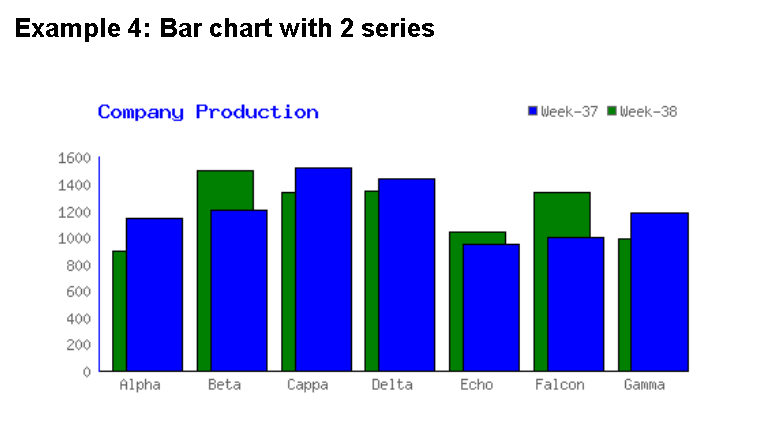 Example 4: Bar chart with 2 series
Company Production
Week-37 Week-38
1600
1400
1200
1000
800
600
400
200
0
Alpha Beta Cappa Delta Echo Falcon Gamma